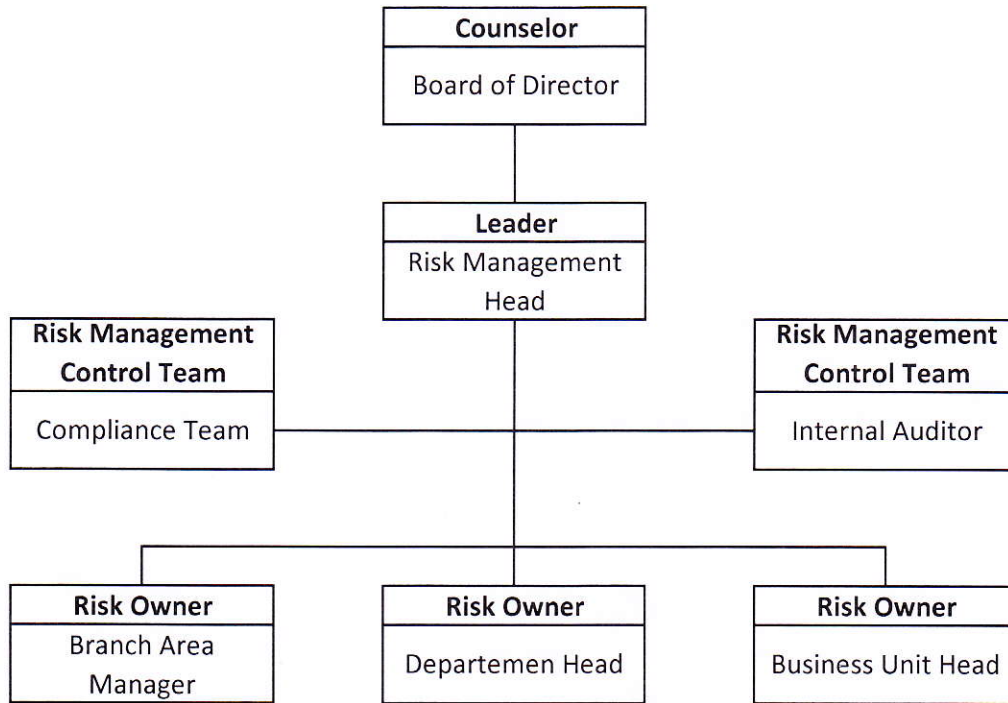 Counselor
Board of Director
Leader
Risk Management
Head
Risk Management
Control Team
Compliance Team
Risk Management
Control Team
Internal Auditor
Risk Owner
Branch Area
Manager
Risk Owner
Departemen Head
Risk Owner
Business Unit Head